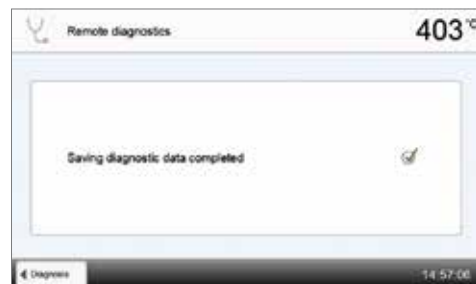 Remote diagnostics
403 °C
Saving diagnostic data completed
Diagnosis
14:57:06